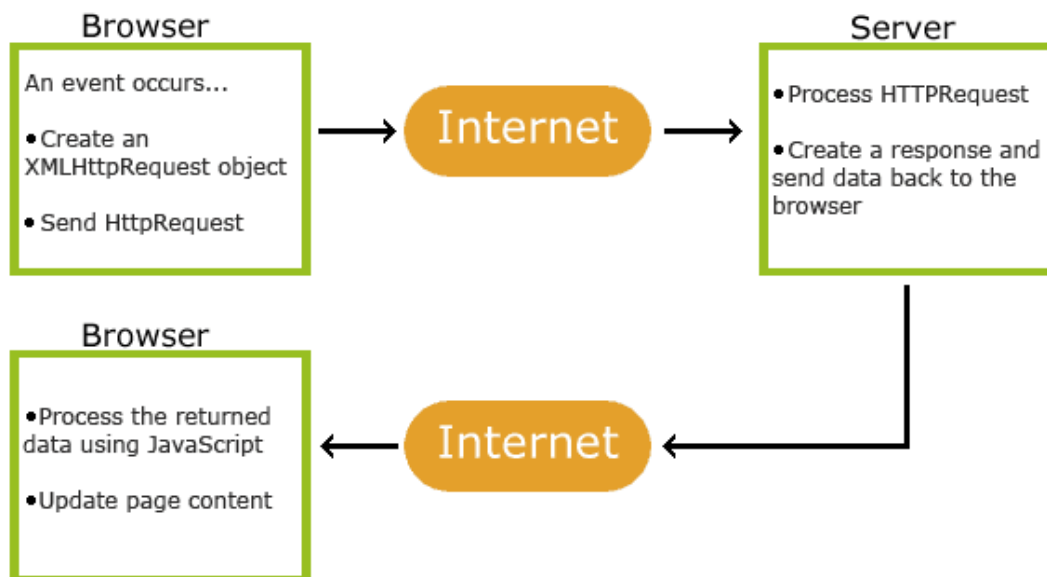 Browser
An event occurs...
•Create an
XMLHttpRequest object
• Send HttpRequest
Internet
Server
•Process HTTPRequest
•Create a response and
send data back to the
browser
Browser
•Process the returned
data using JavaScript
•Update page content
Internet